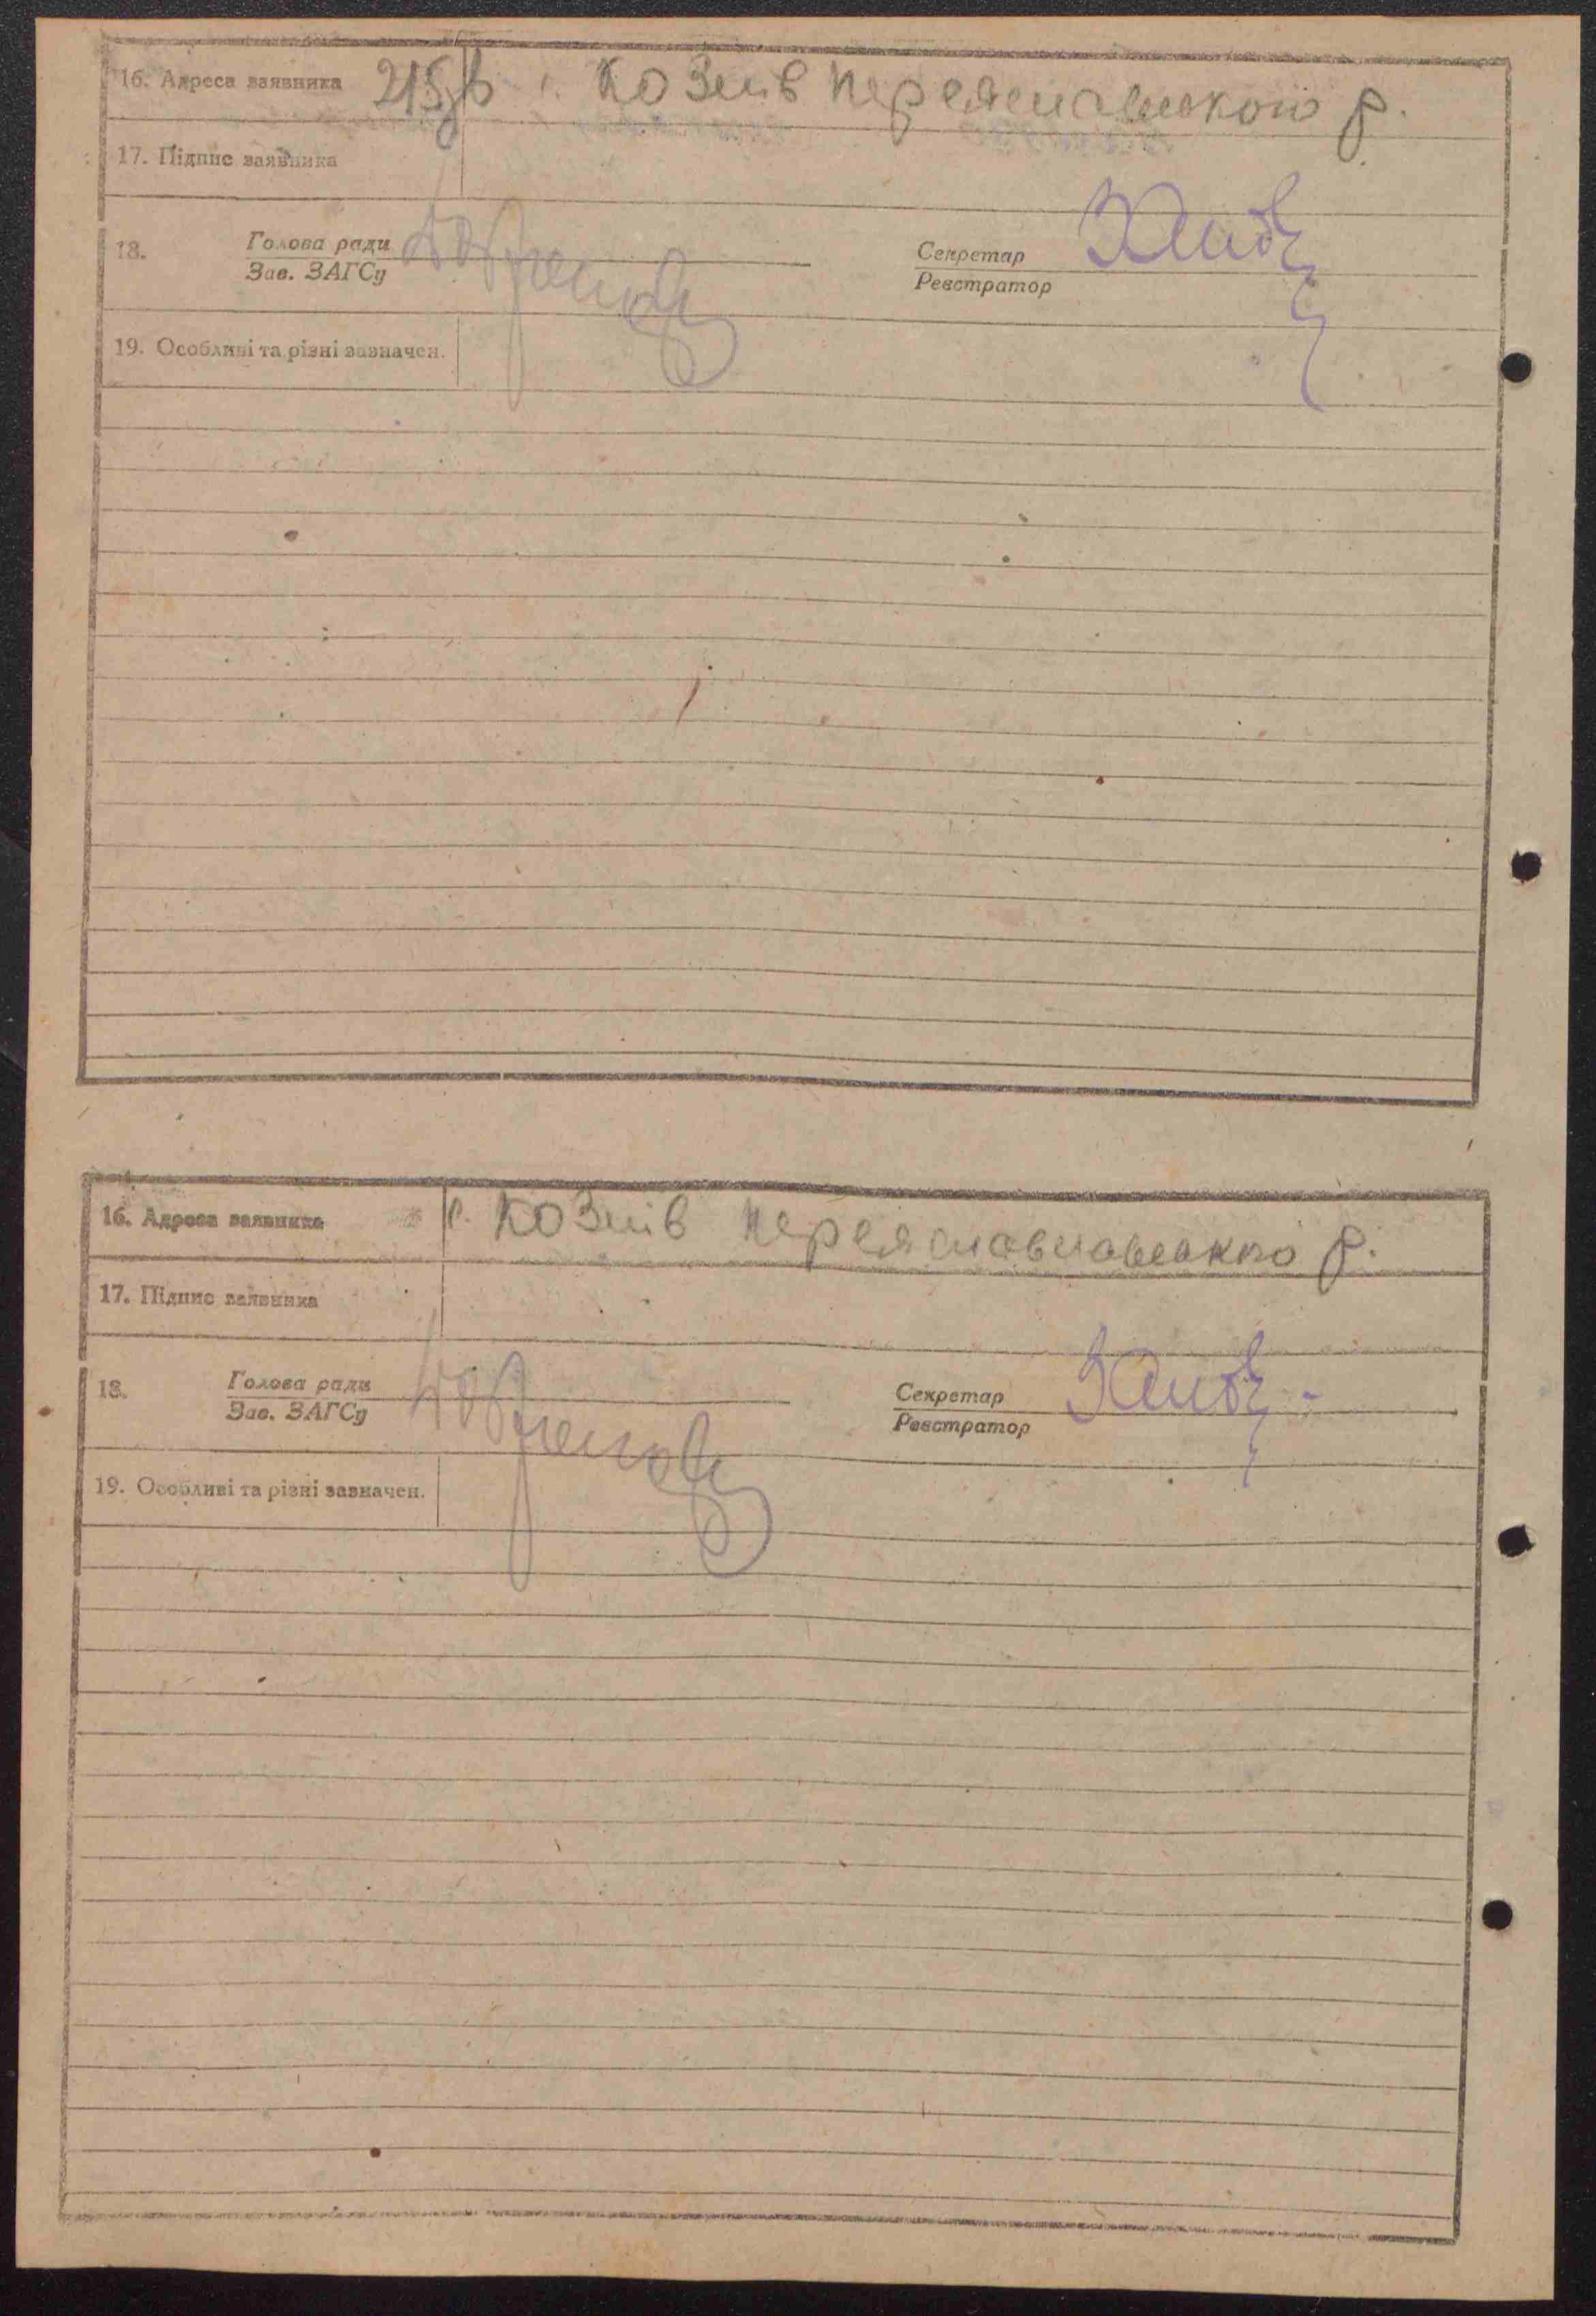 16. Адреса заявника 215зв с. Козлів Переяславського р.
17. Підпис заявника
18. Голова ради Секретар
Зав. ЗАГСу Реєстратор
19. Особливі та різні зазначен.
16. Адреса заявника с. Козлів Переяславславського р.
17. Підпис заявника
18. Голова ради Секретар
Зав. ЗАГСу Реєстратор
19. Особливі та різні зазначен.